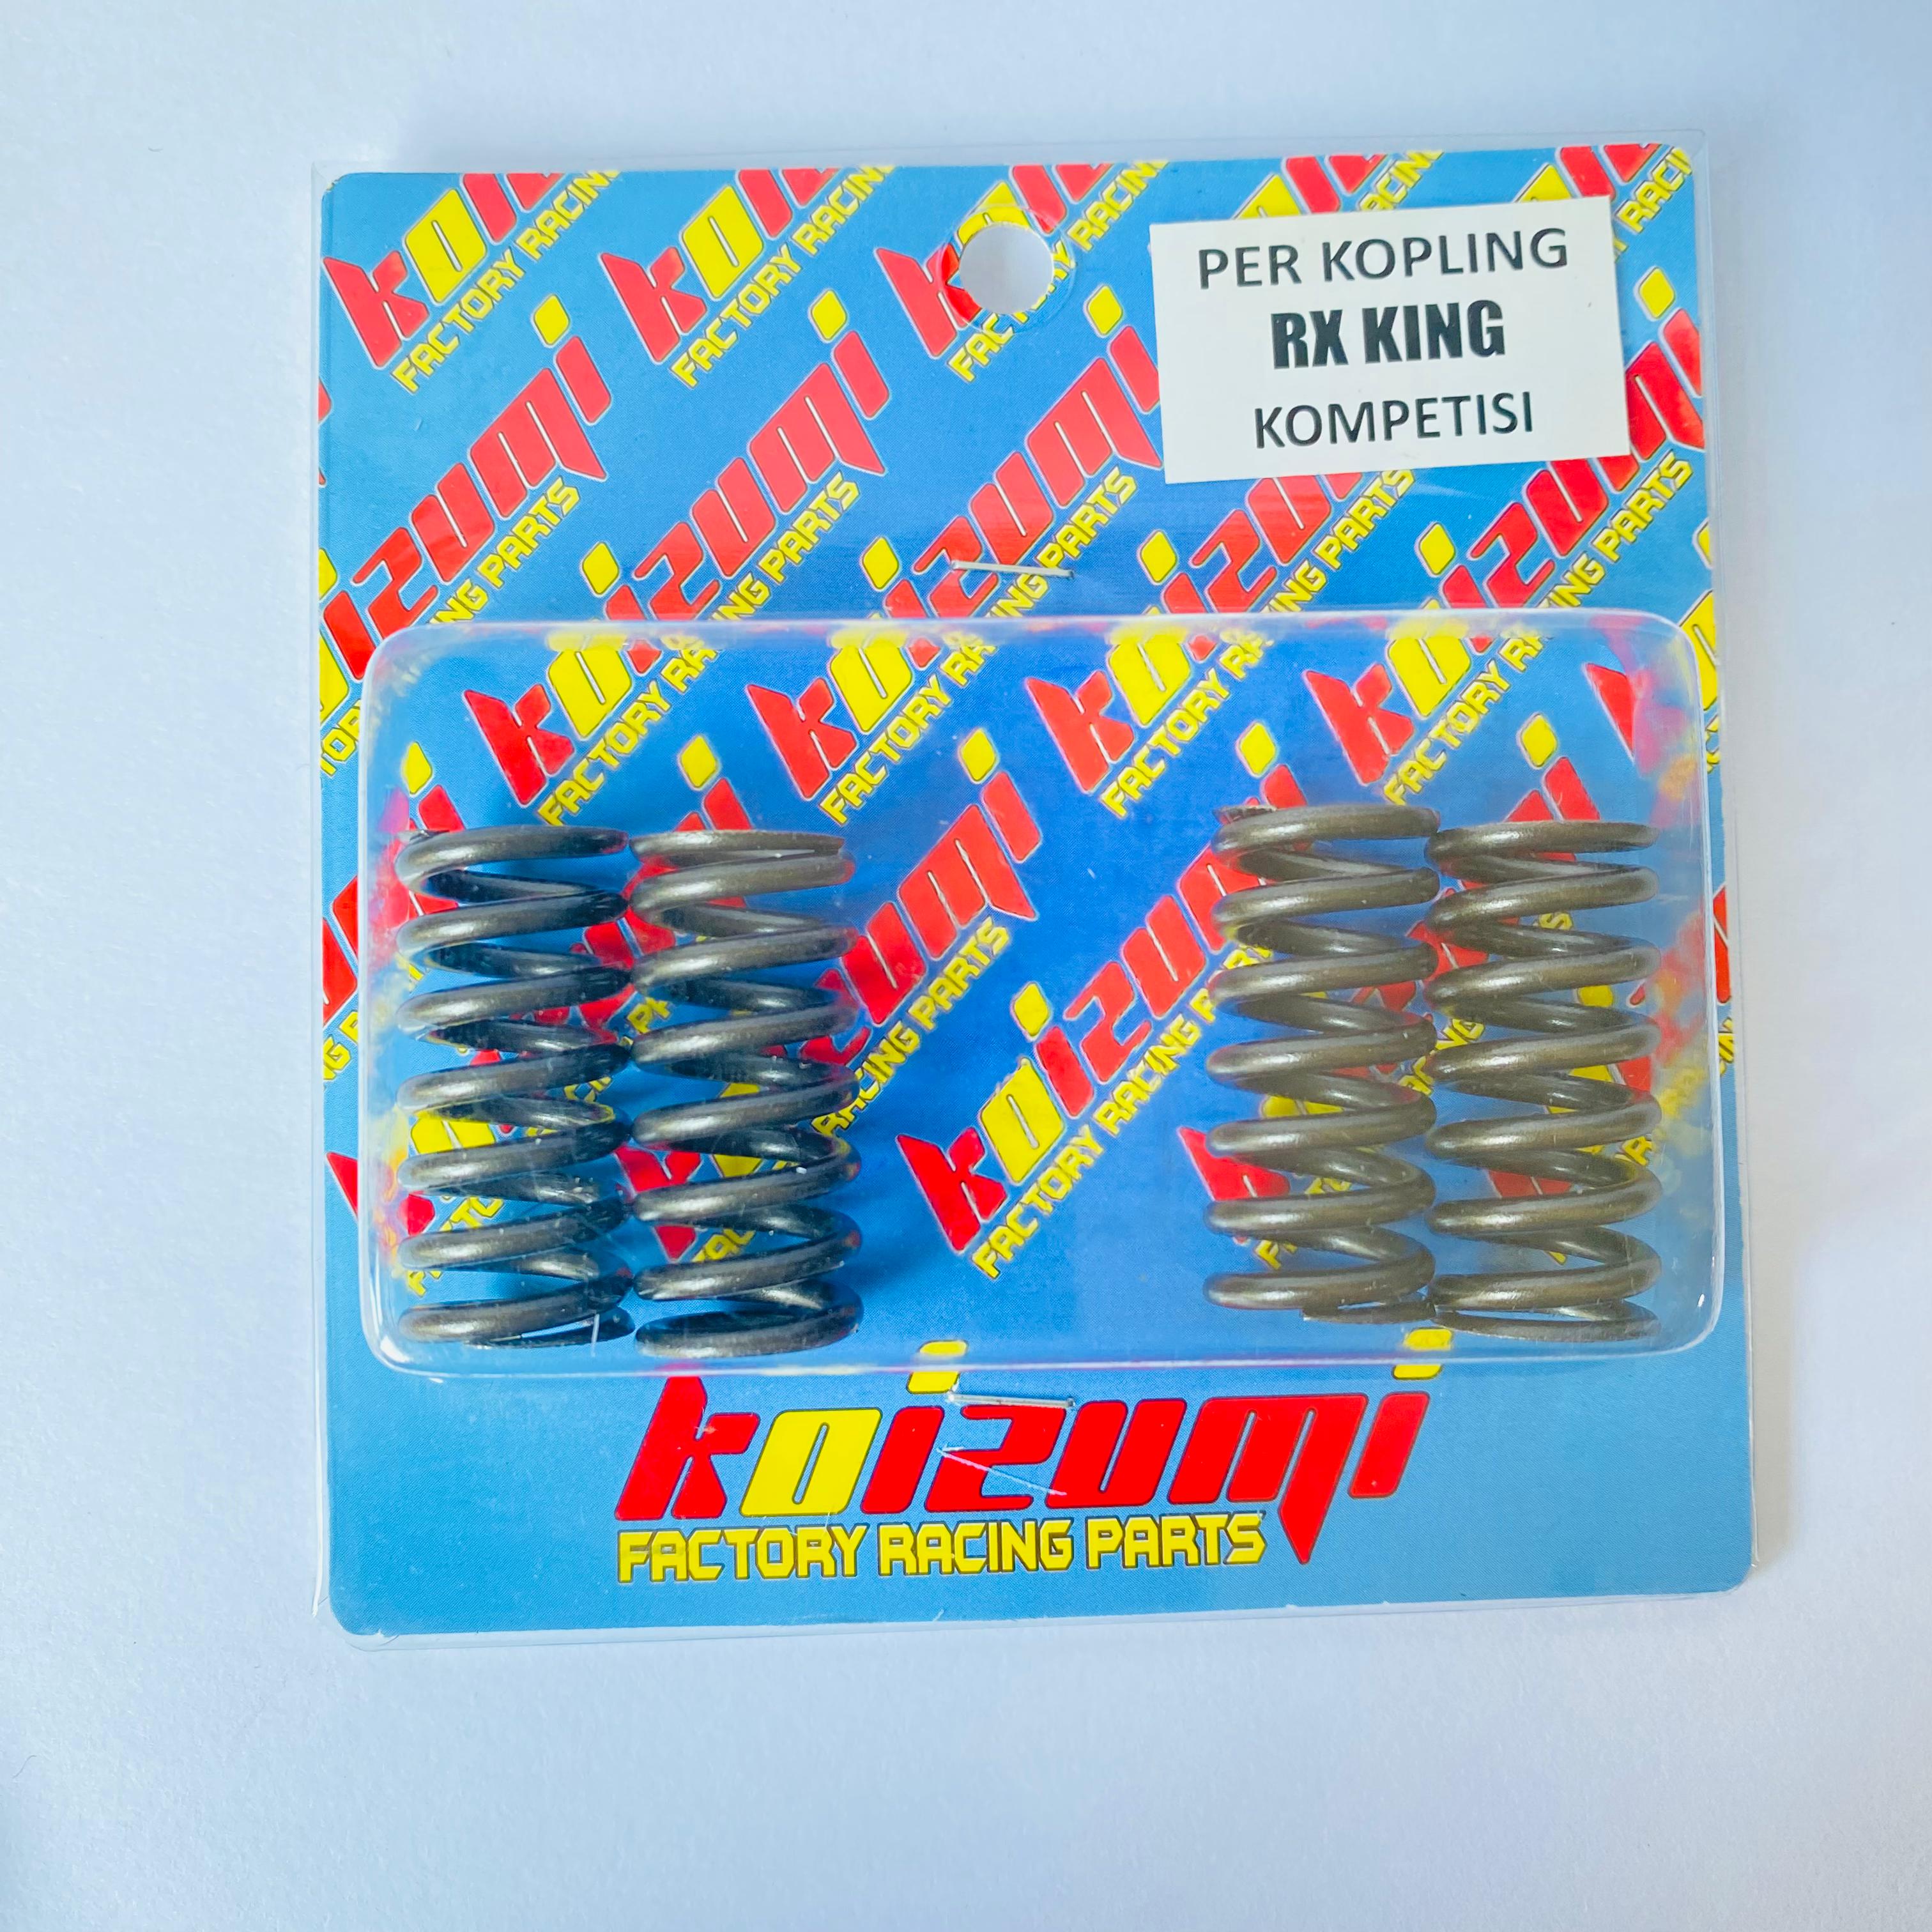 PER KOPLING
RX KING
KOMPETISI
koizumi
FACTORY RACING PARTS